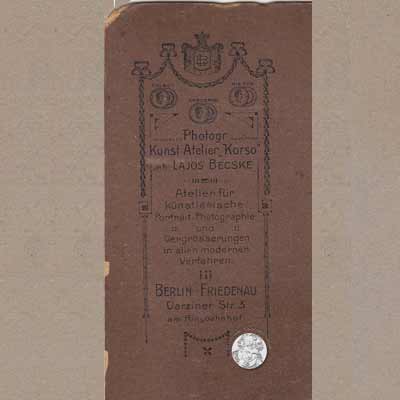 Photogr.
Kunst Atelier „Korso"
Inh. LAJOS BECSKE
Atelier für
künstlerische
Portrait-Photographie
und
Vergrösserungen
in allen modernen
Verfahren.
BERLIN-FRIEDENAU
Varziner Str. 3
am Ringbahnhof